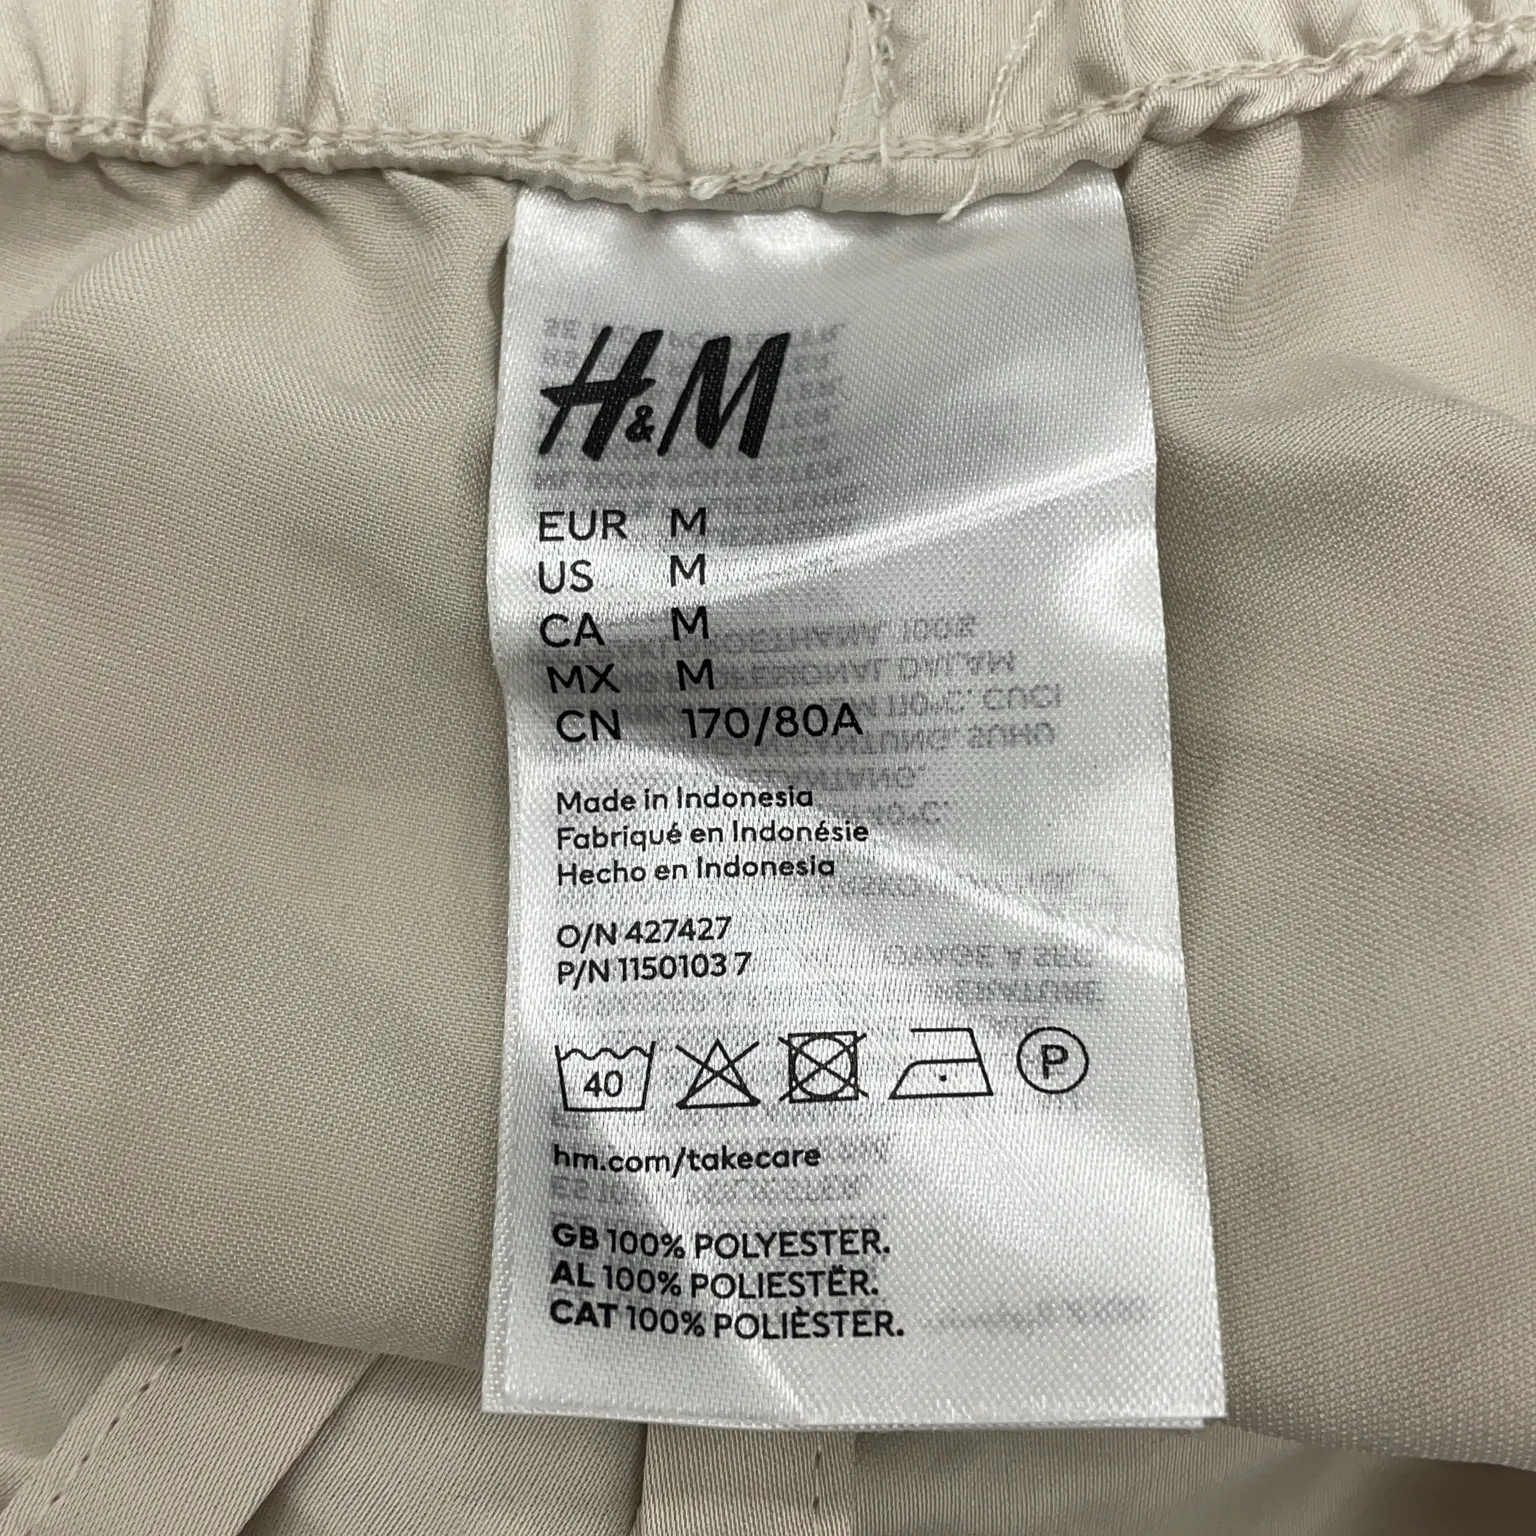 H&M
EUR M
US M
CA M
MX M
CN 170/80A
Made in Indonesia
Fabriqué en Indonésie
Hecho en Indonesia
O/N 427427
P/N 1150103 7
40
P
hm.com/takecare
GB 100% POLYESTER.
AL 100% POLIESTËR.
CAT 100% POLIÈSTER.